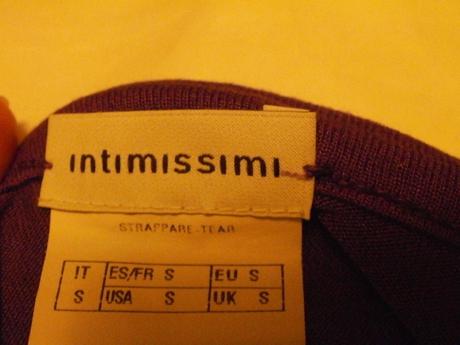 intimissimi
STRAPPARE-TEAR
IT ES/FR S EU S
S USA S UK S